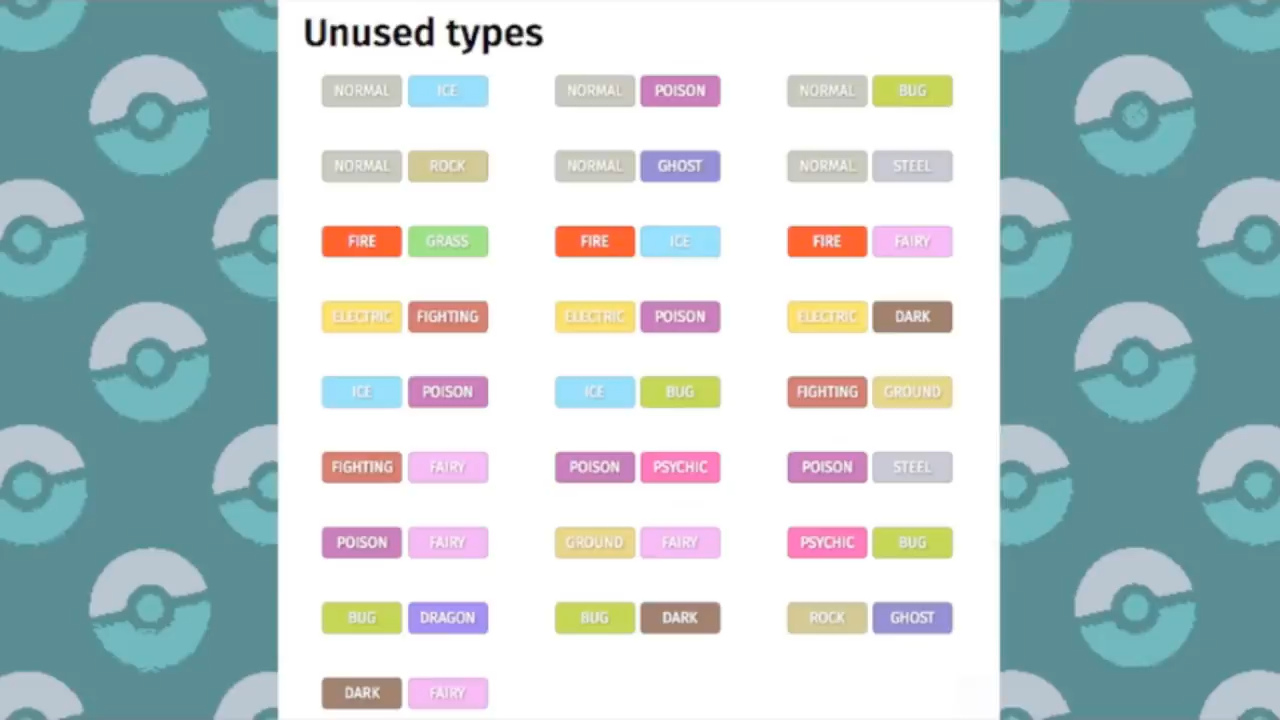 Unused types
NORMAL ICE NORMAL POISON NORMAL BUG
NORMAL ROCK NORMAL GHOST NORMAL STEEL
FIRE GRASS FIRE ICE FIRE FAIRY
ELECTRIC FIGHTING ELECTRIC POISON ELECTRIC DARK
ICE POISON ICE BUG FIGHTING GROUND
FIGHTING FAIRY POISON PSYCHIC POISON STEEL
POISON FAIRY GROUND FAIRY PSYCHIC BUG
BUG DRAGON BUG DARK ROCK GHOST
DARK FAIRY